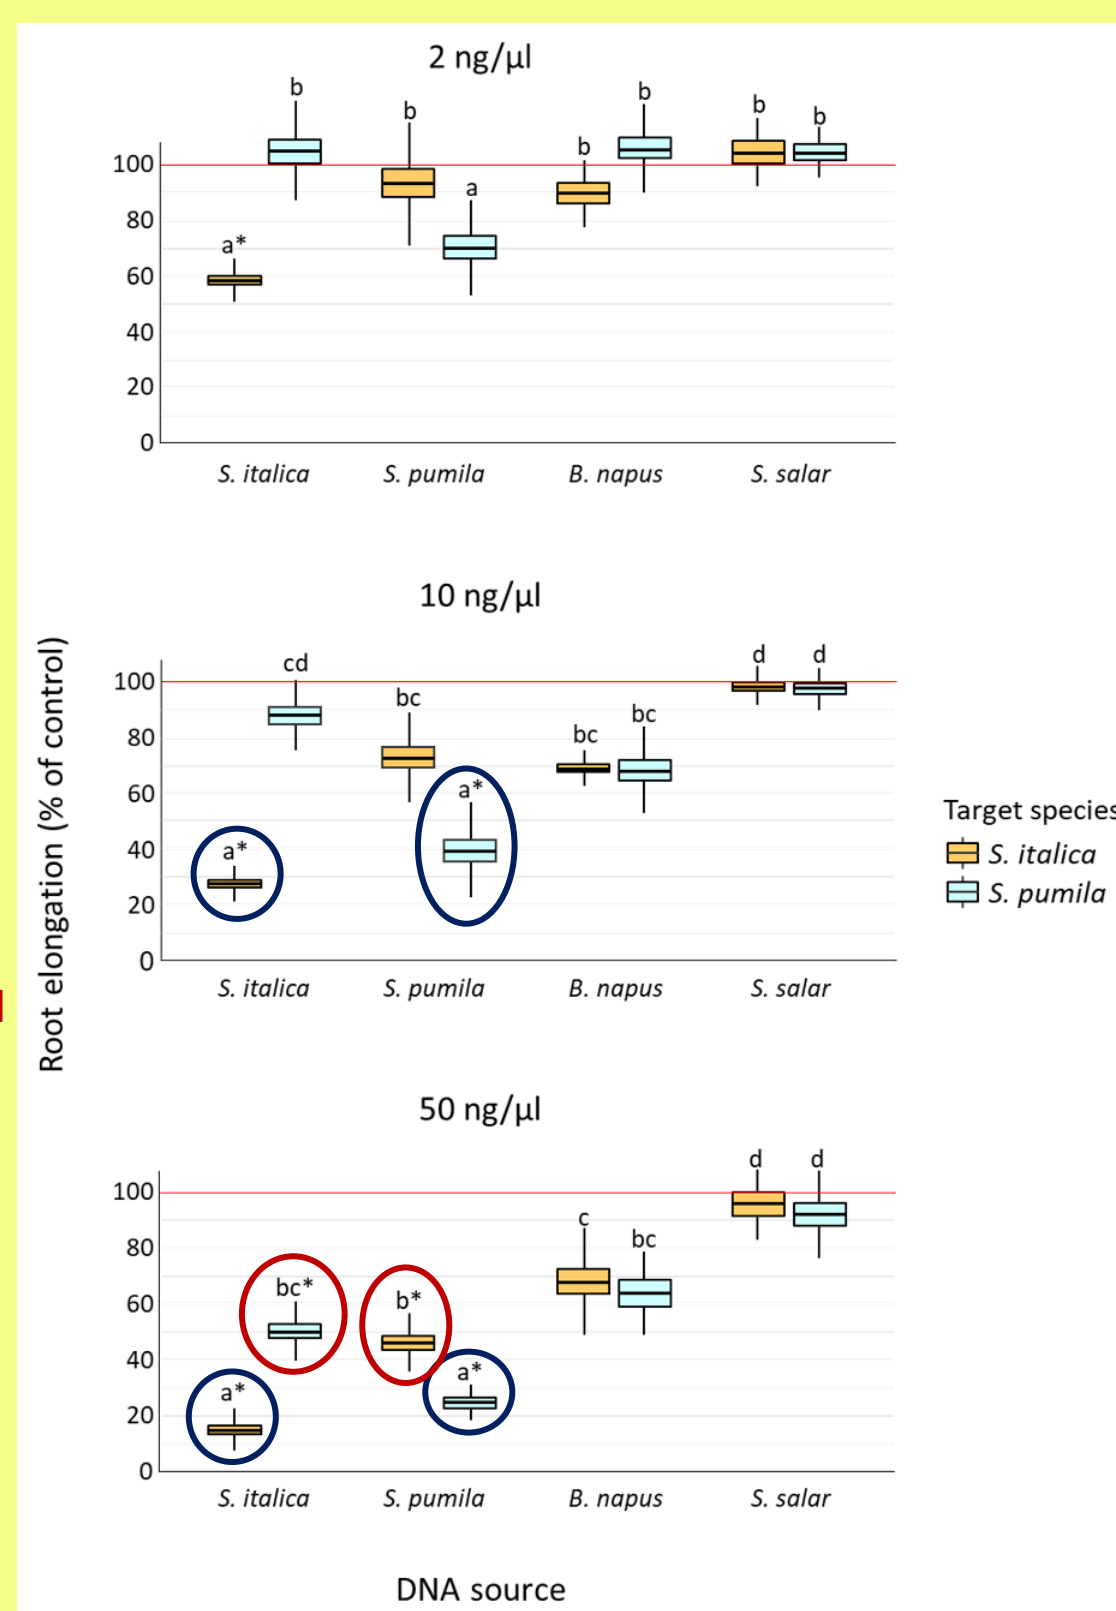 2 ng/µl
b
b
b
b
b
b
a
a*
100
80
60
40
20
0
S. italica
S. pumila
B. napus
S. salar
10 ng/µl
cd
bc
bc
bc
d
d
a*
a*
100
80
60
40
20
0
S. italica
S. pumila
B. napus
S. salar
Root elongation (% of control)
Target species
S. italica
S. pumila
50 ng/µl
d
d
c
bc
bc*
b*
a*
a*
100
80
60
40
20
0
S. italica
S. pumila
B. napus
S. salar
DNA source